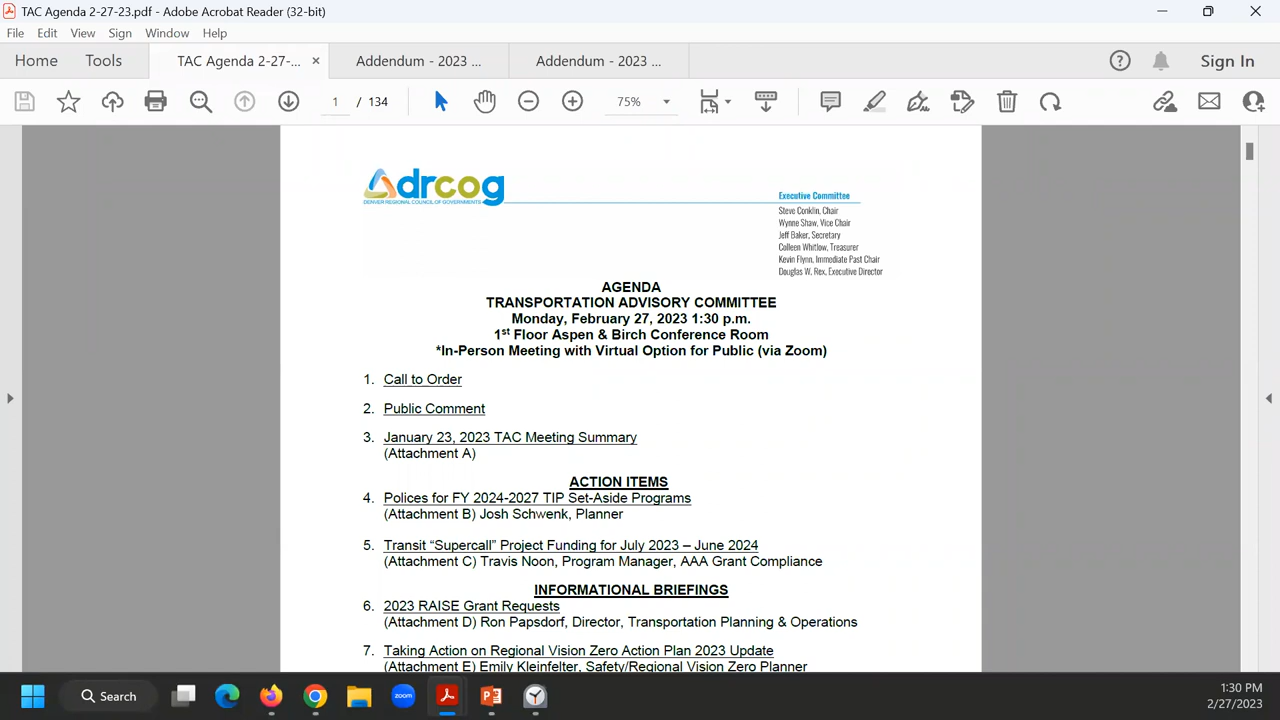 TAC Agenda 2-27-23.pdf - Adobe Acrobat Reader (32-bit)
File Edit View Sign Window Help
Home Tools TAC Agenda 2-27-... × Addendum - 2023 ... Addendum - 2023 ... Sign In
1 / 134 75%
drcog
DENVER REGIONAL COUNCIL OF GOVERNMENTS
Executive Committee
Steve Conklin, Chair
Wynne Shaw, Vice Chair
Jeff Baker, Secretary
Colleen Whitlow, Treasurer
Kevin Flynn, Immediate Past Chair
Douglas W. Rex, Executive Director
AGENDA
TRANSPORTATION ADVISORY COMMITTEE
Monday, February 27, 2023 1:30 p.m.
1st Floor Aspen & Birch Conference Room
*In-Person Meeting with Virtual Option for Public (via Zoom)
1. Call to Order
2. Public Comment
3. January 23, 2023 TAC Meeting Summary
(Attachment A)
ACTION ITEMS
4. Polices for FY 2024-2027 TIP Set-Aside Programs
(Attachment B) Josh Schwenk, Planner
5. Transit “Supercall” Project Funding for July 2023 – June 2024
(Attachment C) Travis Noon, Program Manager, AAA Grant Compliance
INFORMATIONAL BRIEFINGS
6. 2023 RAISE Grant Requests
(Attachment D) Ron Papsdorf, Director, Transportation Planning & Operations
7. Taking Action on Regional Vision Zero Action Plan 2023 Update
(Attachment E) Emily Kleinfelter, Safety/Regional Vision Zero Planner
Search
zoom
1:30 PM
2/27/2023